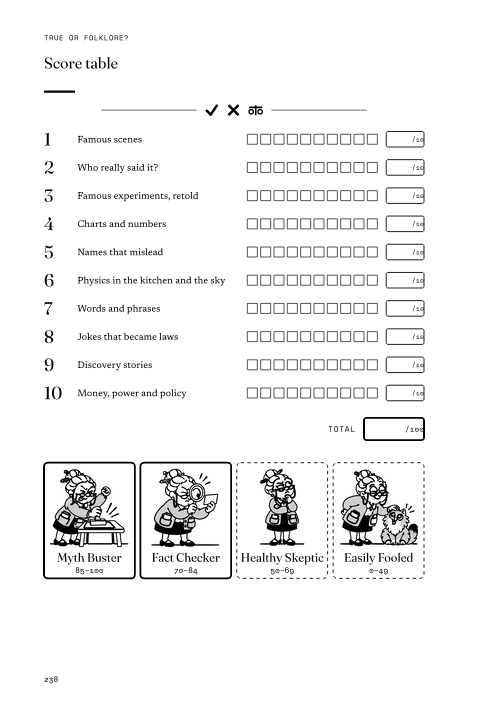 TRUE OR FOLKLORE?
Score table
1 Famous scenes /10
2 Who really said it? /10
3 Famous experiments, retold /10
4 Charts and numbers /10
5 Names that mislead /10
6 Physics in the kitchen and the sky /10
7 Words and phrases /10
8 Jokes that became laws /10
9 Discovery stories /10
10 Money, power and policy /10
TOTAL /100
Myth Buster Fact Checker Healthy Skeptic Easily Fooled
85–100 70–84 50–69 0–49
238